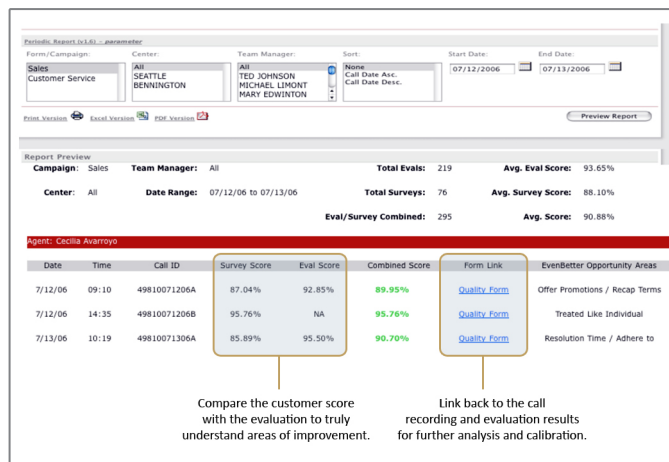 Periodic Report (v3.6) - parameter
Form/Campaign: Center: Team Manager: Sort: Start Date: End Date:
Sales All All None 07/12/2006 07/13/2006
Customer Service SEATTLE TED JOHNSON Call Date Asc.
BENNINGTON MICHAEL LIMONT Call Date Desc.
MARY EDWINTON
Print Version Excel Version PDF Version Preview Report
Report Preview
Campaign: Sales Team Manager: All Total Evals: 219 Avg. Eval Score: 93.65%
Center: All Date Range: 07/12/06 to 07/13/06 Total Surveys: 76 Avg. Survey Score: 88.10%
Eval/Survey Combined: 295 Avg. Score: 90.88%
Agent: Cecilia Avarroyo
Date Time Call ID Survey Score Eval Score Combined Score Form Link EvenBetter Opportunity Areas
7/12/06 09:10 49810071206A 87.04% 92.85% 89.95% Quality Form Offer Promotions / Recap Terms
7/12/06 14:35 49810071206B 95.76% NA 95.76% Quality Form Treated Like Individual
7/13/06 10:19 49810071306A 85.89% 95.50% 90.70% Quality Form Resolution Time / Adhere to
Compare the customer score
with the evaluation to truly
understand areas of improvement.
Link back to the call
recording and evaluation results
for further analysis and calibration.